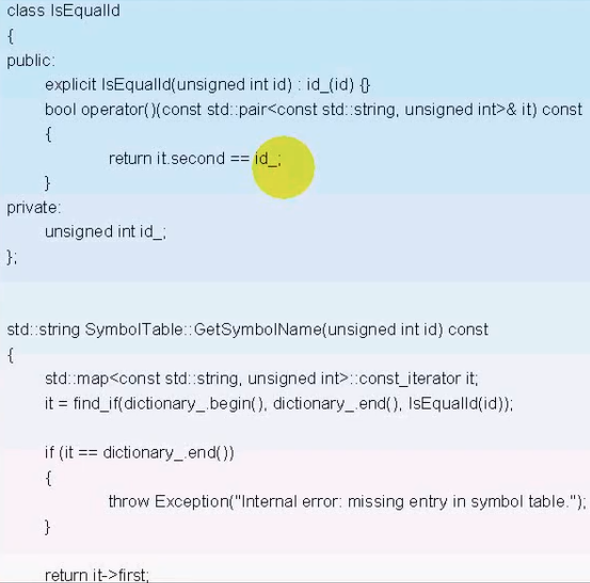 class IsEqualId
{
public:
explicit IsEqualId(unsigned int id) : id_(id) {}
bool operator()(const std::pair<const std::string, unsigned int>& it) const
{
return it.second == id_;
}
private:
unsigned int id_;
};
std::string SymbolTable::GetSymbolName(unsigned int id) const
{
std::map<const std::string, unsigned int>::const_iterator it;
it = find_if(dictionary_.begin(), dictionary_.end(), IsEqualId(id));
if (it == dictionary_.end())
{
throw Exception("Internal error: missing entry in symbol table.");
}
return it->first;